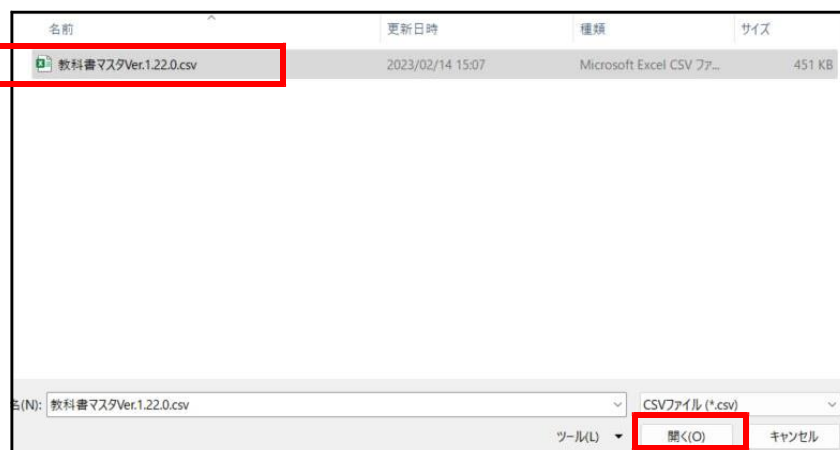 名前 更新日時 種類 サイズ
教科書マスタVer.1.22.0.csv 2023/02/14 15:07 Microsoft Excel CSV ファ... 451 KB
名(N): 教科書マスタVer.1.22.0.csv CSVファイル (*.csv)
ツール(L) 開く(O) キャンセル